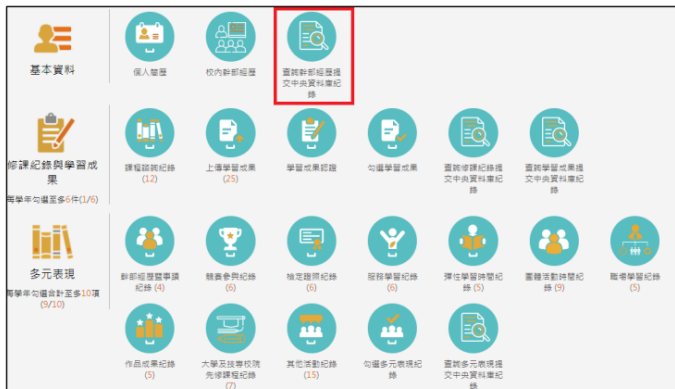 基本資料
個人簡歷
校內幹部經歷
查詢幹部經歷提
交中央資料庫紀
錄
修課紀錄與學習成
果
每學年勾選至多6件(1/6)
課程諮詢紀錄
(12)
上傳學習成果
(25)
學習成果認證
勾選學習成果
查詢修課紀錄提
交中央資料庫紀
錄
查詢學習成果提
交中央資料庫紀
錄
多元表現
每學年勾選合計至多10項
(9/10)
幹部經歷暨事蹟
紀錄 (4)
競賽參與紀錄
(6)
檢定證照紀錄
(6)
服務學習紀錄
(6)
彈性學習時間紀
錄 (5)
團體活動時間紀
錄 (9)
職場學習紀錄
(5)
作品成果紀錄
(5)
大學及技專校院
先修課程紀錄
(7)
其他活動紀錄
(15)
勾選多元表現紀
錄
查詢多元表現提
交中央資料庫紀
錄